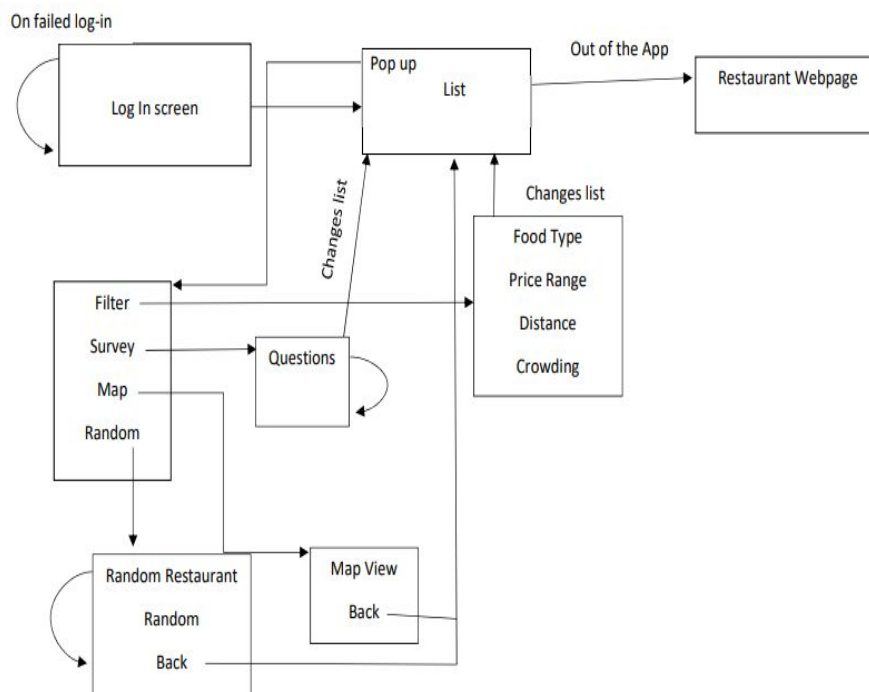 On failed log-in
Log In screen
Pop up
List
Out of the App
Restaurant Webpage
Changes list
Changes list
Food Type
Price Range
Distance
Crowding
Filter
Survey
Map
Random
Questions
Random Restaurant
Random
Back
Map View
Back